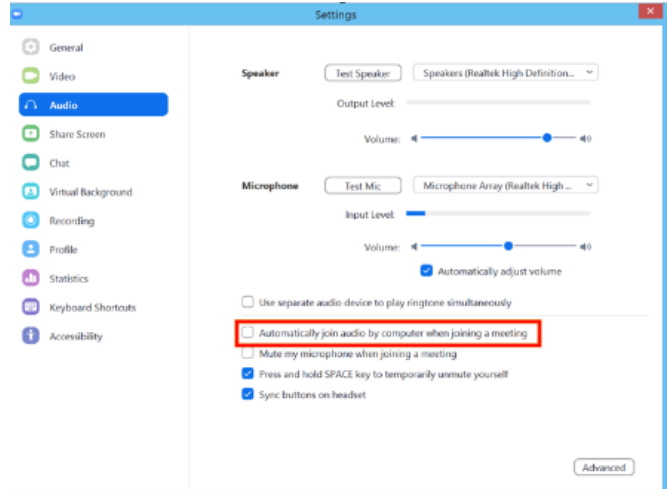 Settings
General
Video
Audio
Share Screen
Chat
Virtual Background
Recording
Profile
Statistics
Keyboard Shortcuts
Accessibility
Speaker Test Speaker Speakers (Realtek High Definition...
Output Level:
Volume:
Microphone Test Mic Microphone Array (Realtek High ...
Input Level:
Volume:
Automatically adjust volume
Use separate audio device to play ringtone simultaneously
Automatically join audio by computer when joining a meeting
Mute my microphone when joining a meeting
Press and hold SPACE key to temporarily unmute yourself
Sync buttons on headset
Advanced